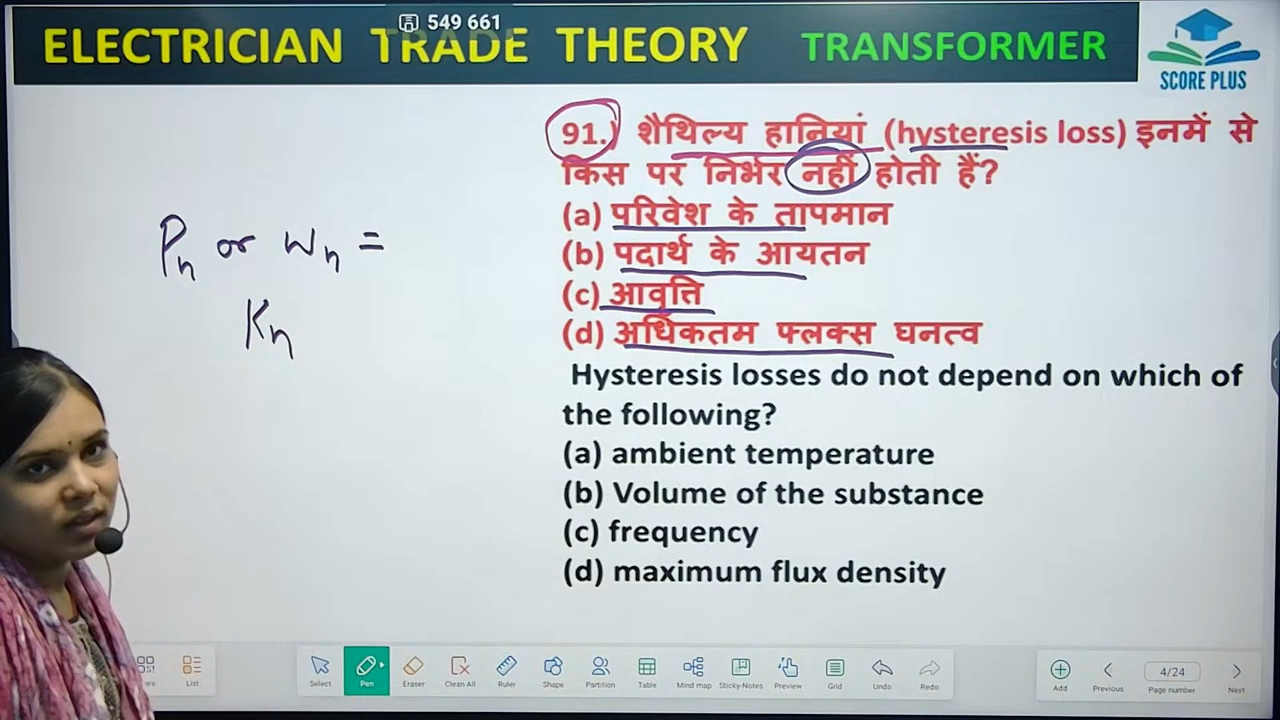 549 661
ELECTRICIAN TRADE THEORY TRANSFORMER
SCORE PLUS
91.) शैथिल्य हानियां (hysteresis loss) इनमें से
किस पर निर्भर नहीं होती हैं?
(a) परिवेश के तापमान
(b) पदार्थ के आयतन
(c) आवृत्ति
(d) अधिकतम फ्लक्स घनत्व
Hysteresis losses do not depend on which of
the following?
(a) ambient temperature
(b) Volume of the substance
(c) frequency
(d) maximum flux density
Pη or Wη =
Kη
List
Select
Pen
Eraser
Clean All
Ruler
Shape
Partition
Table
Mind map
Sticky-Notes
Preview
Grid
Undo
Redo
Add
Previous
4/24
Page number
Next